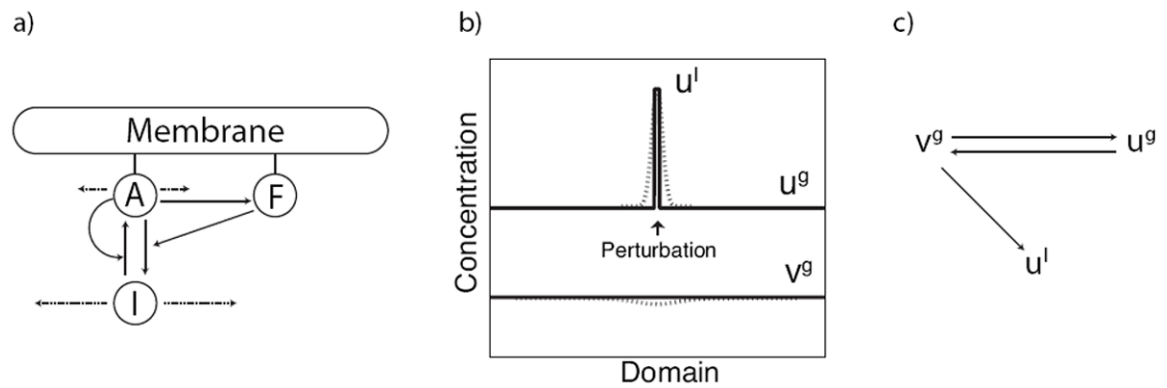 a)
Membrane
A
F
I
b)
Concentration
u^l
u^g
Perturbation
v^g
Domain
c)
v^g
u^g
u^l